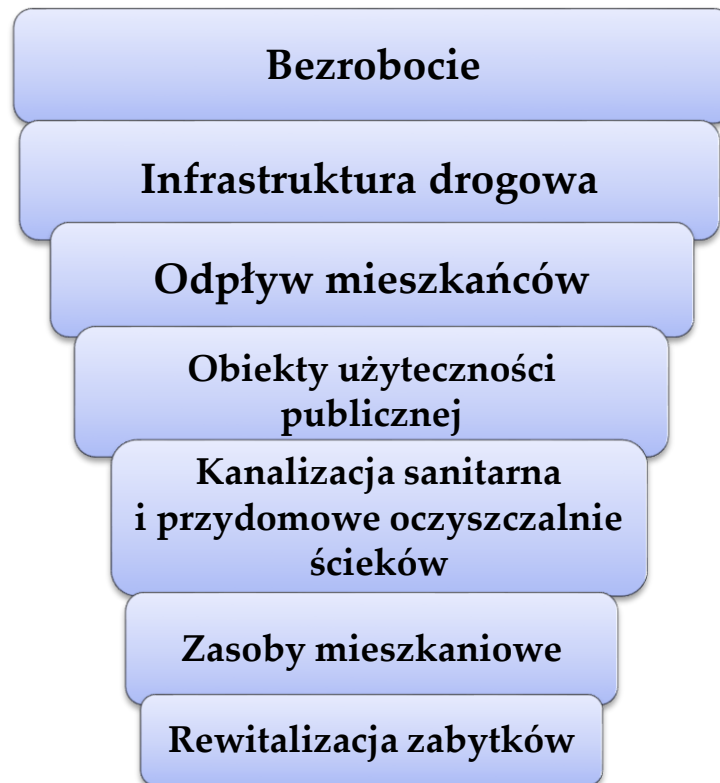 Bezrobocie
Infrastruktura drogowa
Odpływ mieszkańców
Obiekty użyteczności
publicznej
Kanalizacja sanitarna
i przydomowe oczyszczalnie
ścieków
Zasoby mieszkaniowe
Rewitalizacja zabytków